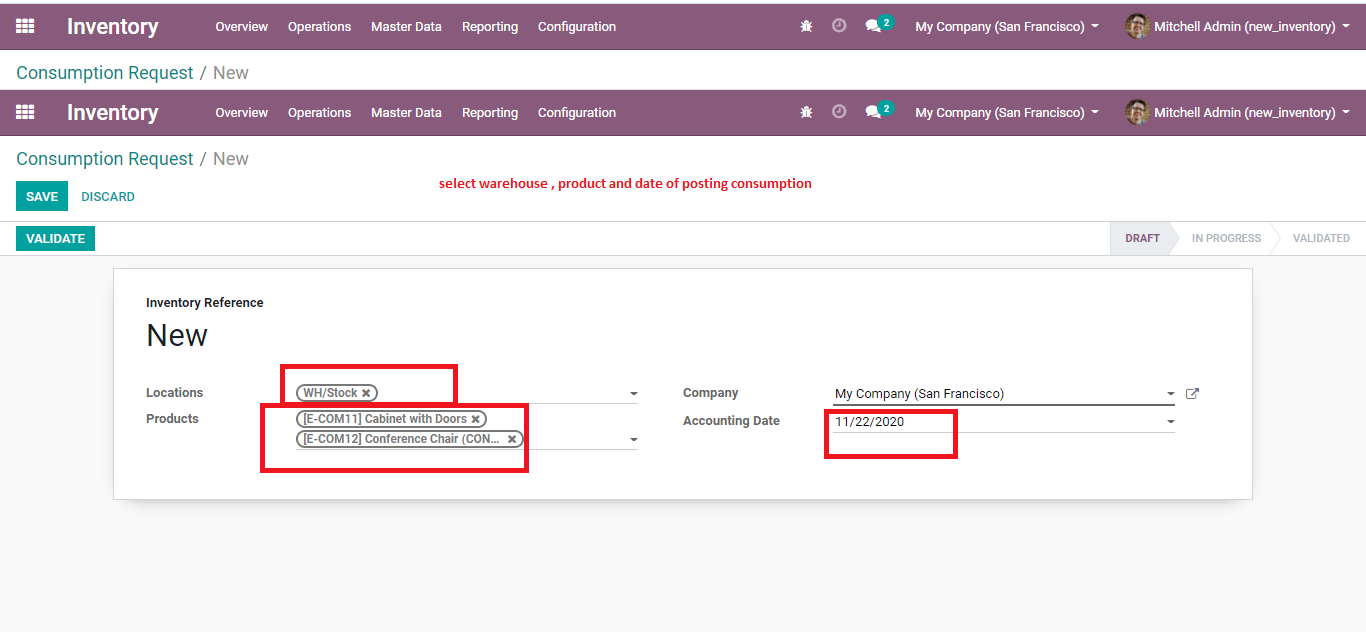 Inventory Overview Operations Master Data Reporting Configuration 2 My Company (San Francisco) Mitchell Admin (new_inventory)
Consumption Request / New
Inventory Overview Operations Master Data Reporting Configuration 2 My Company (San Francisco) Mitchell Admin (new_inventory)
Consumption Request / New
select warehouse , product and date of posting consumption
SAVE DISCARD
VALIDATE DRAFT IN PROGRESS VALIDATED
Inventory Reference
New
Locations WH/Stock Company My Company (San Francisco)
Products [E-COM11] Cabinet with Doors Accounting Date 11/22/2020
[E-COM12] Conference Chair (CON...